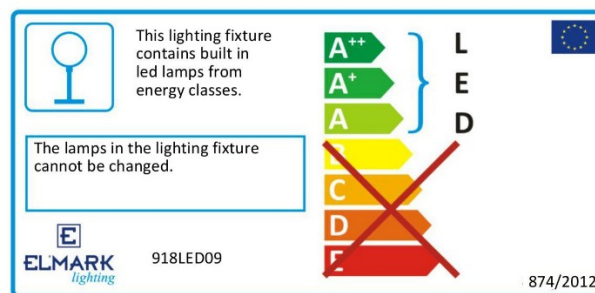 This lighting fixture
contains built in
led lamps from
energy classes.
The lamps in the lighting fixture
cannot be changed.
E
ELMARK
lighting
918LED09
A++
A+
A
B
C
D
E
L
E
D
874/2012